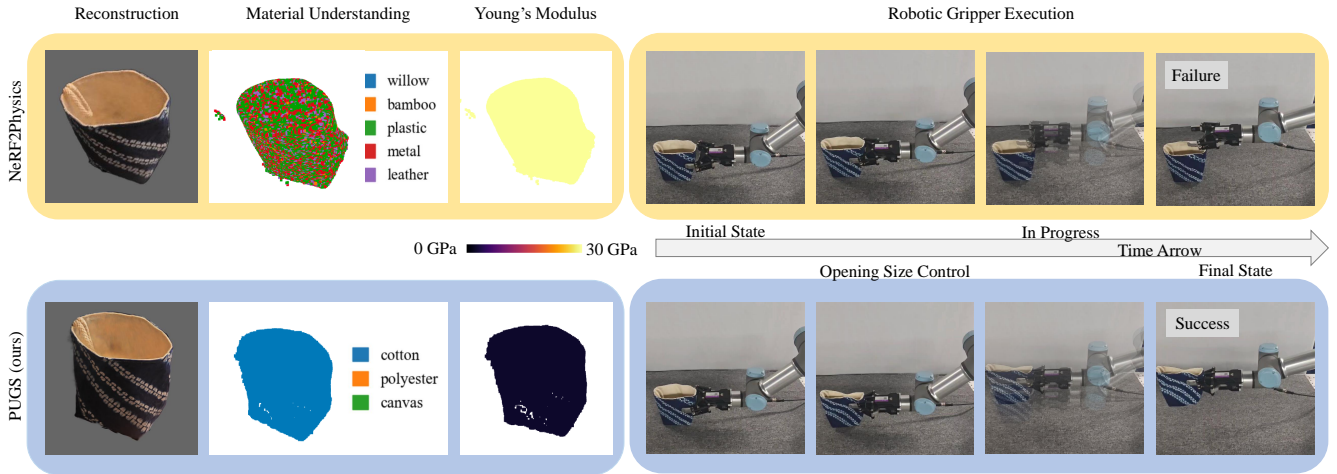 Reconstruction Material Understanding Young's Modulus Robotic Gripper Execution
NeRF2Physics
willow
bamboo
plastic
metal
leather
Failure
0 GPa 30 GPa
Initial State In Progress
Time Arrow
Opening Size Control Final State
PUGS (ours)
cotton
polyester
canvas
Success